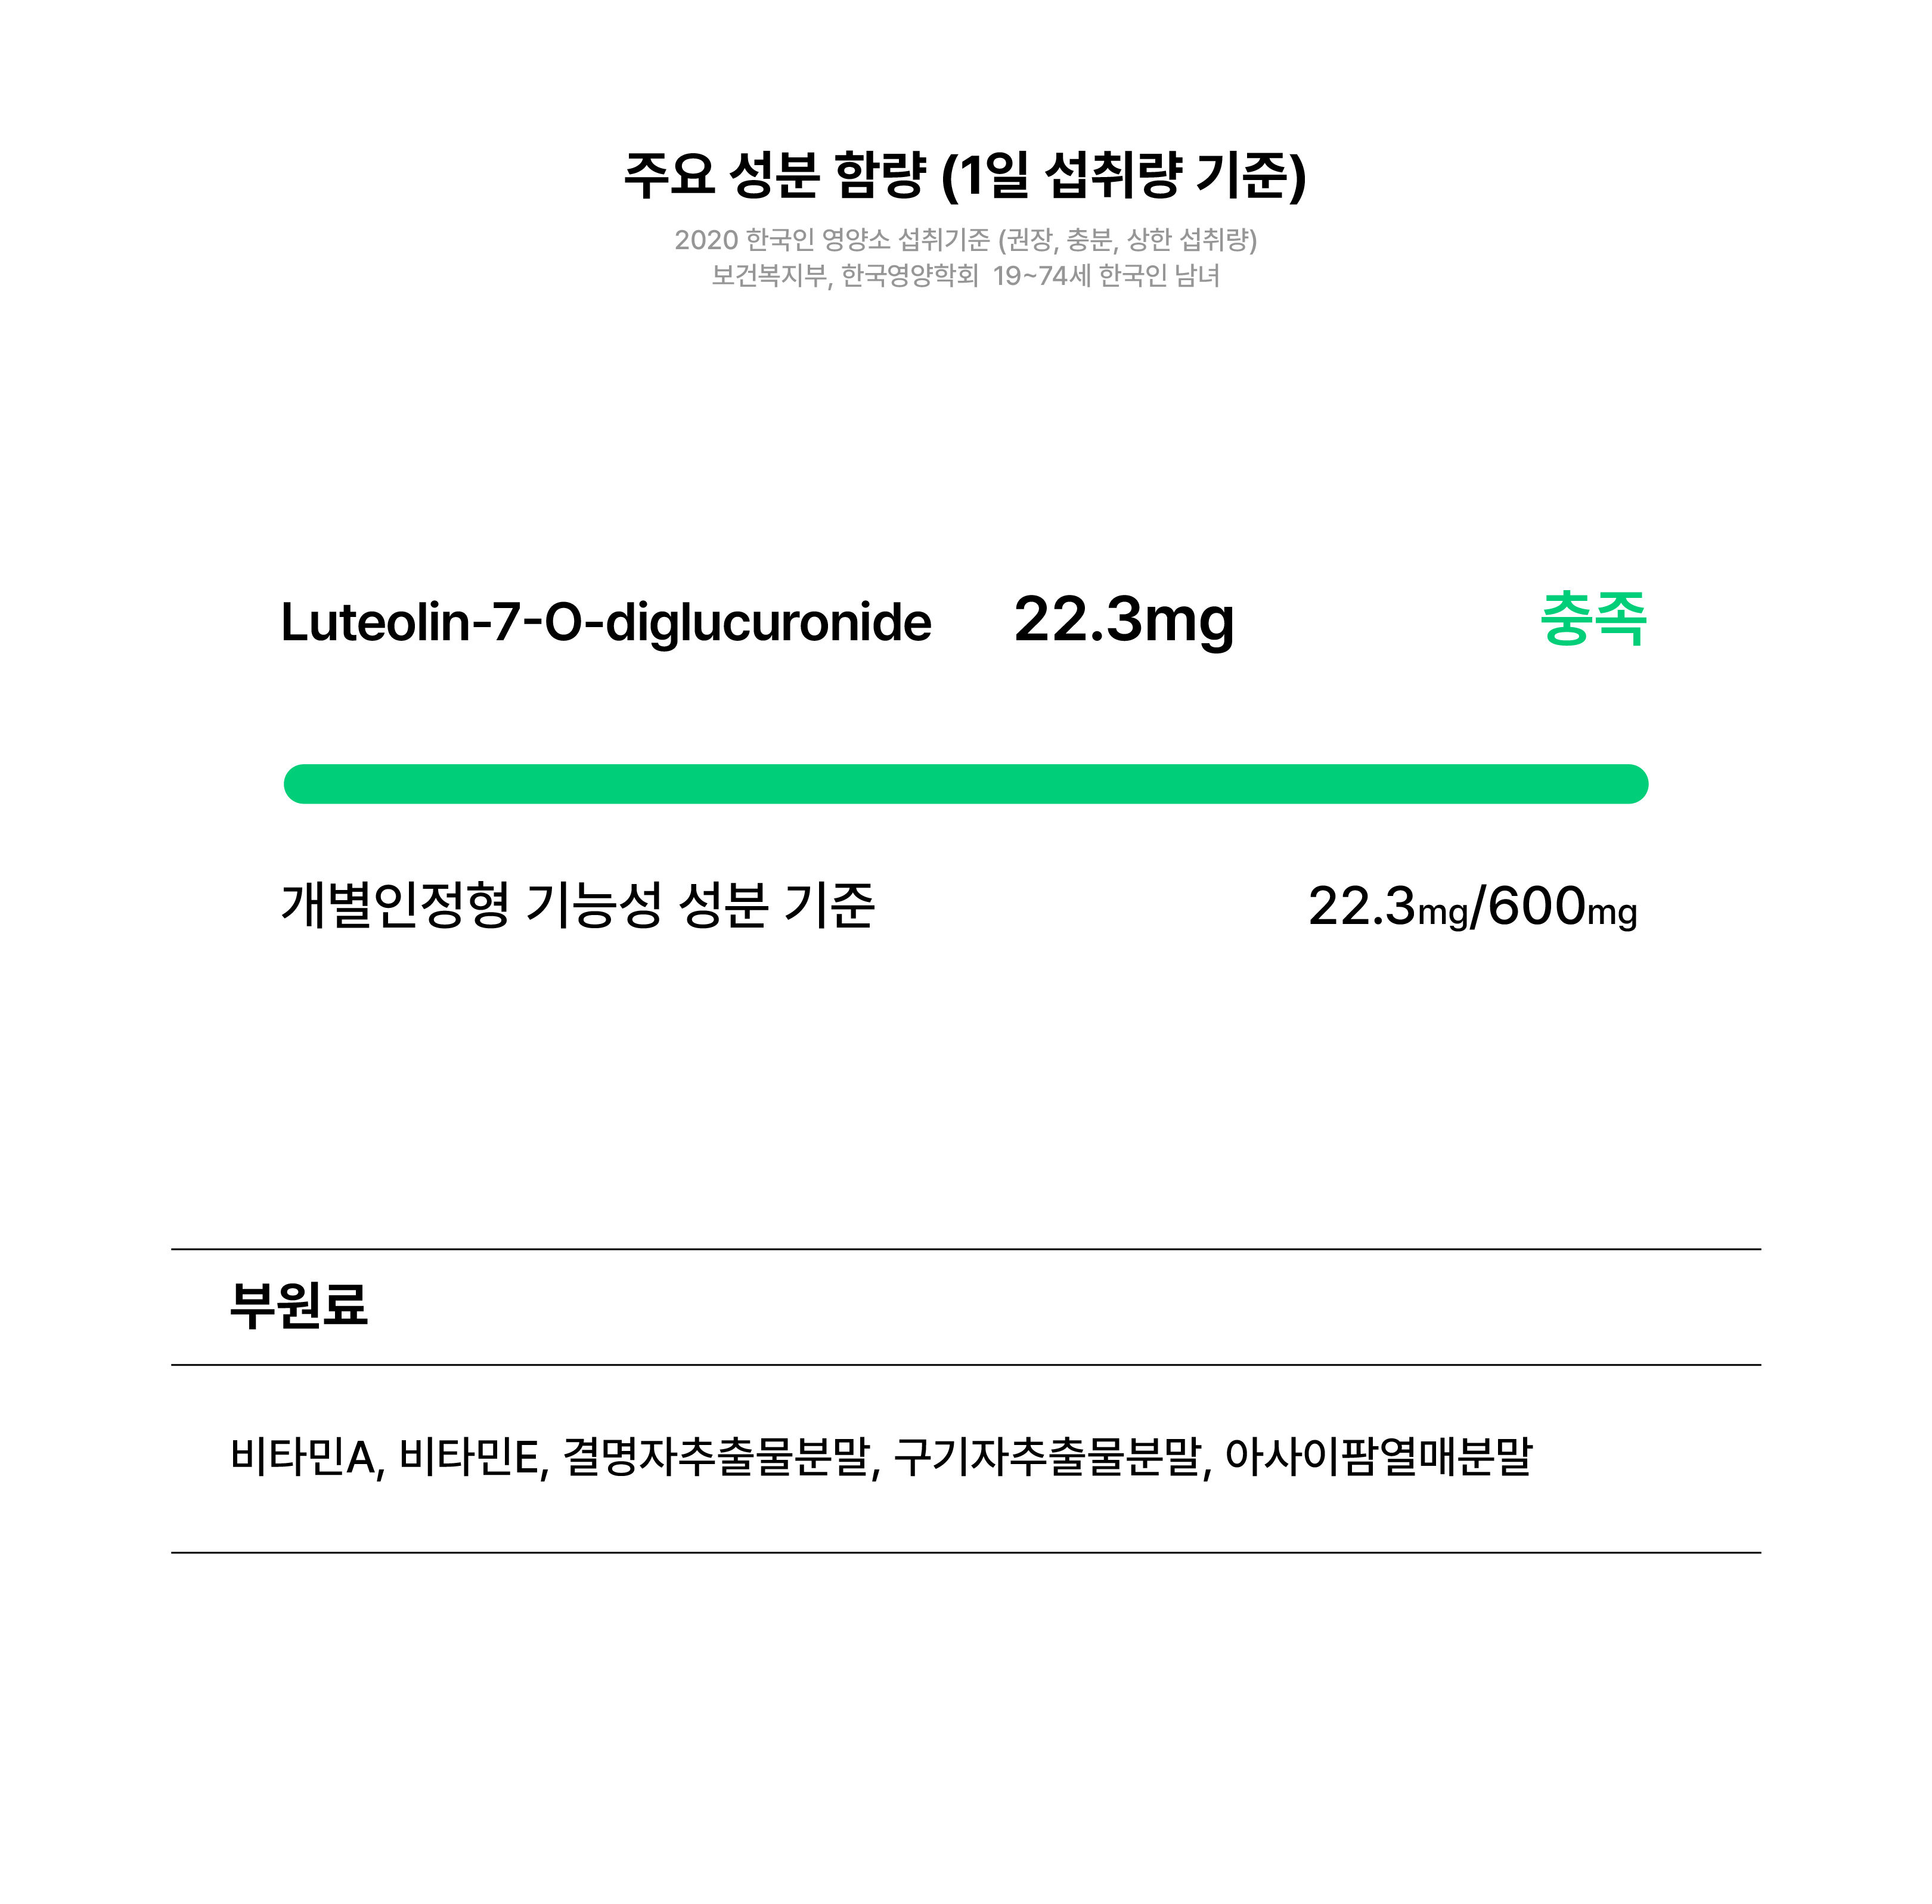 주요 성분 함량 (1일 섭취량 기준)
2020 한국인 영양소 섭취기준 (권장, 충분, 상한 섭취량)
보건복지부, 한국영양학회 19~74세 한국인 남녀
Luteolin-7-O-diglucuronide 22.3mg 충족
개별인정형 기능성 성분 기준 22.3mg/600mg
부원료
비타민A, 비타민E, 결명자추출물분말, 구기자추출물분말, 아사이팜열매분말